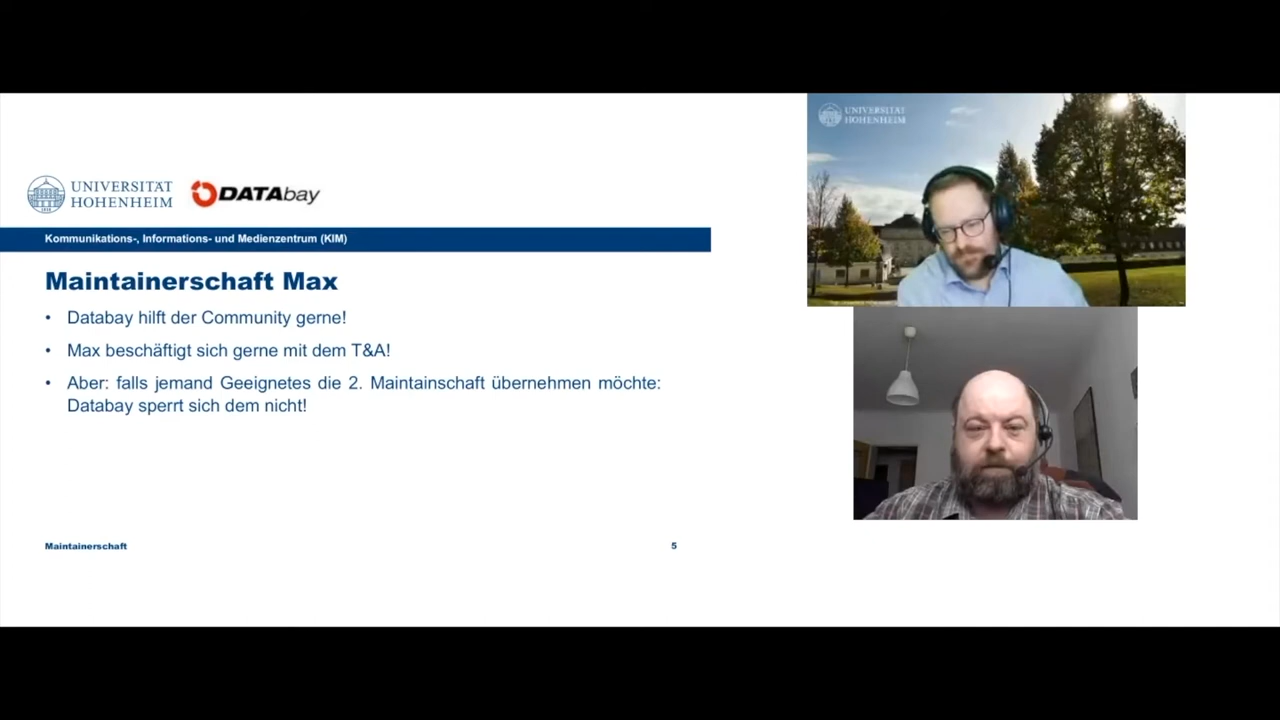 UNIVERSITÄT
HOHENHEIM
DATAbay
Kommunikations-, Informations- und Medienzentrum (KIM)
Maintainerschaft Max
• Databay hilft der Community gerne!
• Max beschäftigt sich gerne mit dem T&A!
• Aber: falls jemand Geeignetes die 2. Maintainschaft übernehmen möchte:
Databay sperrt sich dem nicht!
Maintainerschaft
5
UNIVERSITÄT
HOHENHEIM